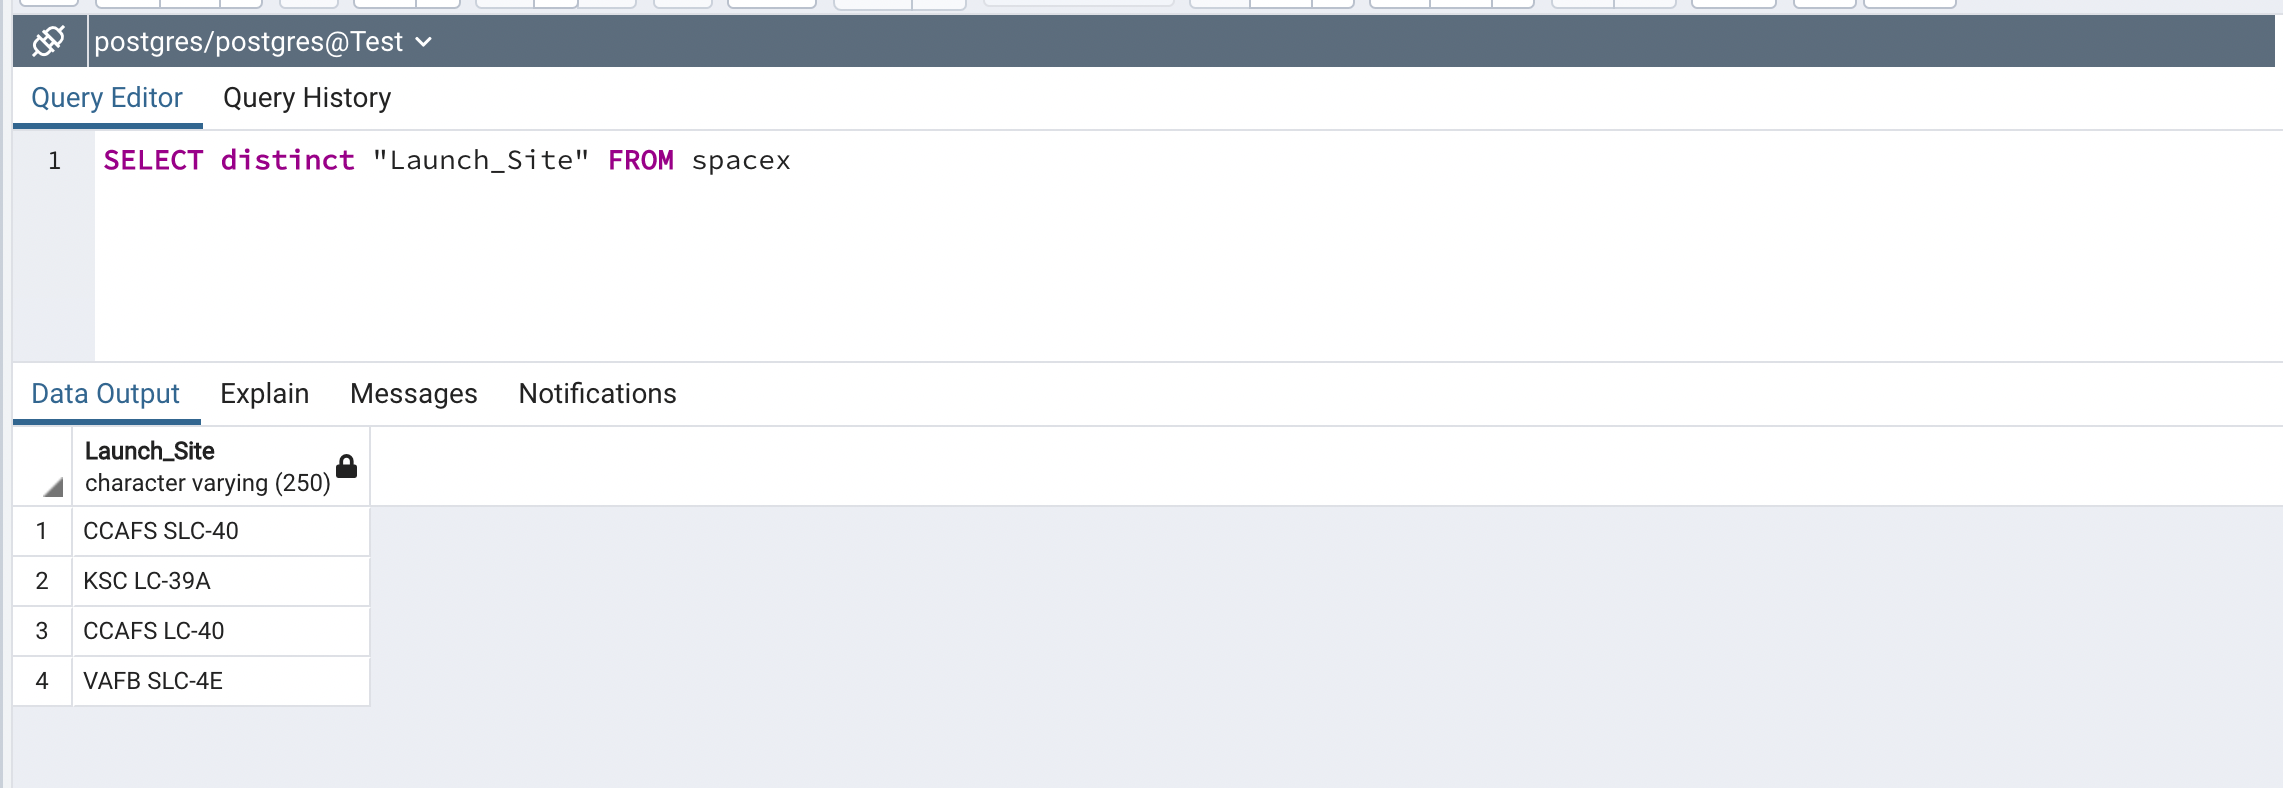 postgres/postgres@Test
Query Editor Query History
1 SELECT distinct "Launch_Site" FROM spacex
Data Output Explain Messages Notifications
Launch_Site
character varying (250)
1 CCAFS SLC-40
2 KSC LC-39A
3 CCAFS LC-40
4 VAFB SLC-4E